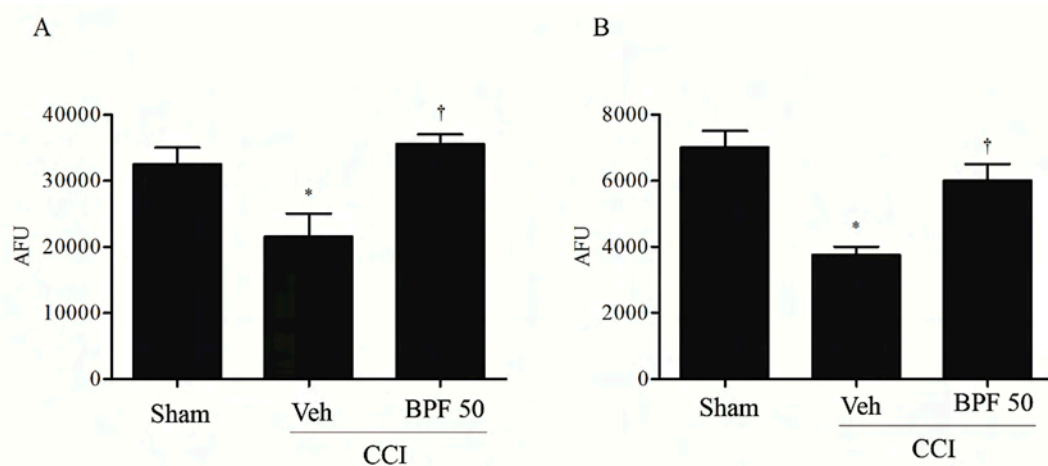 A
40000
30000
20000
10000
0
AFU
*
†
Sham
Veh
BPF 50
CCI
B
8000
6000
4000
2000
0
AFU
*
†
Sham
Veh
BPF 50
CCI